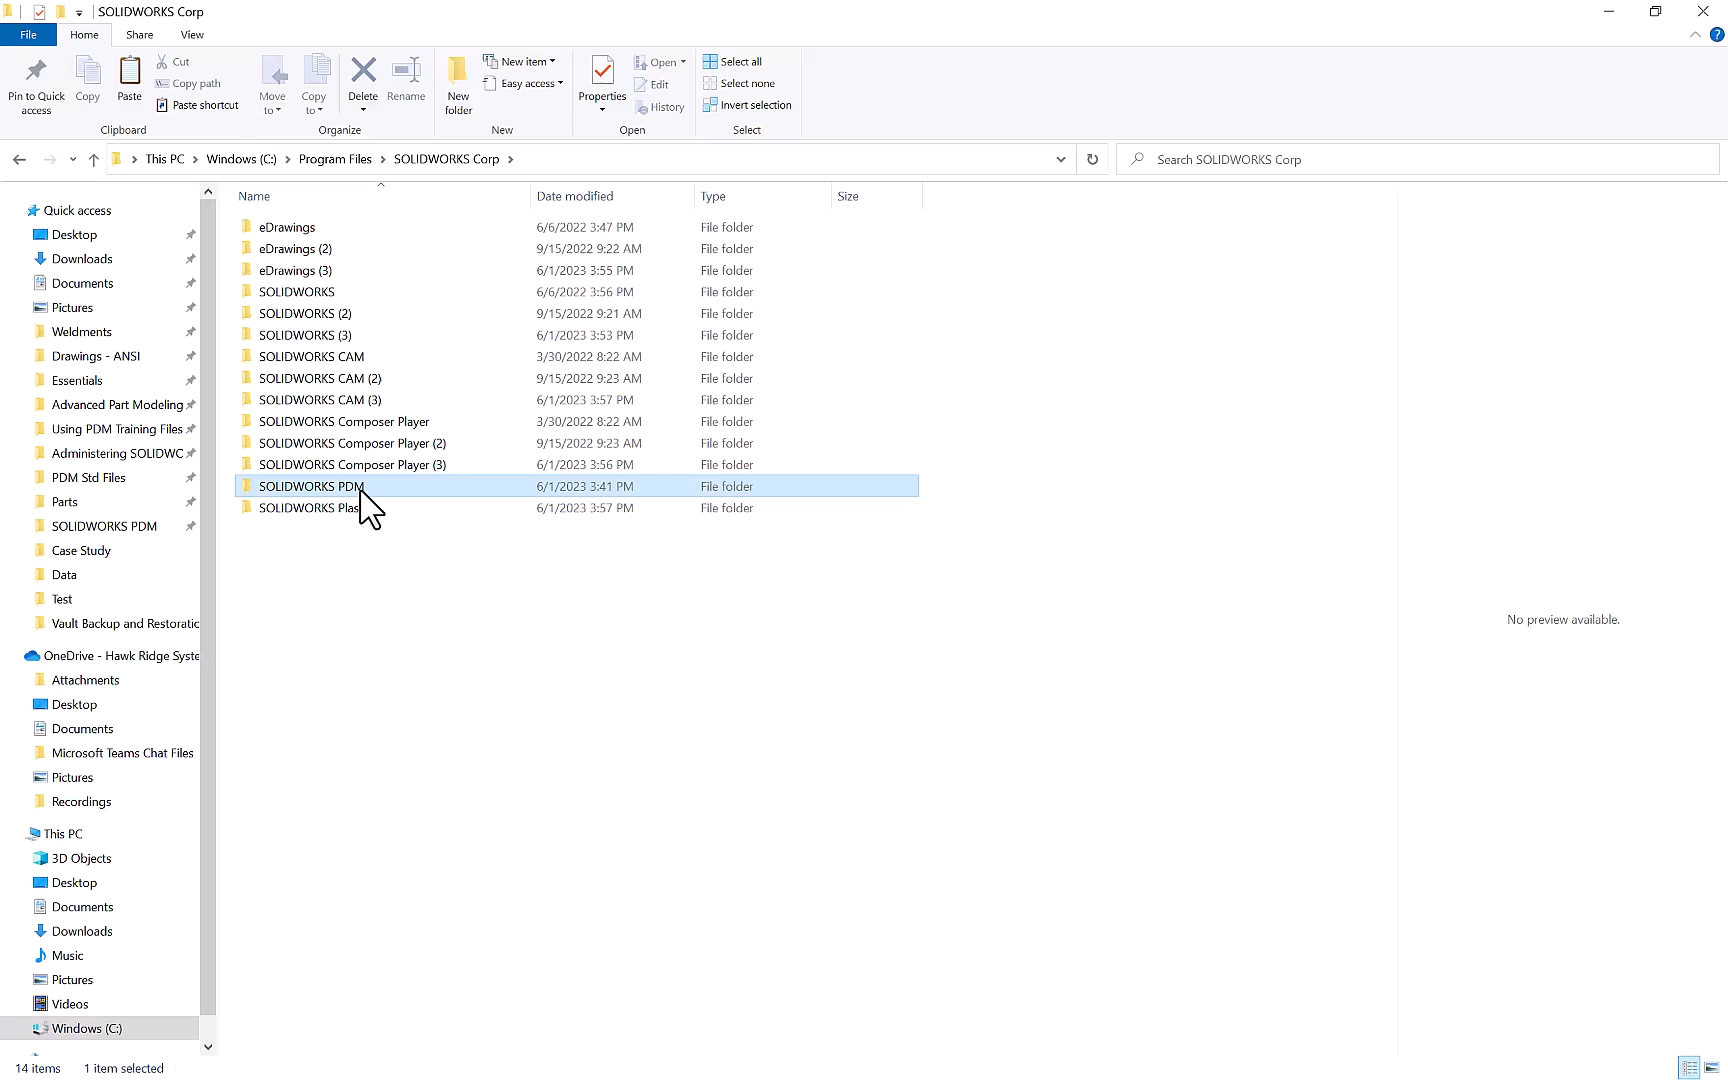 SOLIDWORKS Corp
File Home Share View
Pin to Quick access
Copy
Paste
Cut
Copy path
Paste shortcut
Clipboard
Move to
Copy to
Delete
Rename
Organize
New folder
New item
Easy access
New
Properties
Open
Edit
History
Open
Select all
Select none
Invert selection
Select
This PC > Windows (C:) > Program Files > SOLIDWORKS Corp >
Search SOLIDWORKS Corp
Quick access
Desktop
Downloads
Documents
Pictures
Weldments
Drawings - ANSI
Essentials
Advanced Part Modeling
Using PDM Training Files
Administering SOLIDWC
PDM Std Files
Parts
SOLIDWORKS PDM
Case Study
Data
Test
Vault Backup and Restoratic
OneDrive - Hawk Ridge Syste
Attachments
Desktop
Documents
Microsoft Teams Chat Files
Pictures
Recordings
This PC
3D Objects
Desktop
Documents
Downloads
Music
Pictures
Videos
Windows (C:)
Name Date modified Type Size
eDrawings 6/6/2022 3:47 PM File folder
eDrawings (2) 9/15/2022 9:22 AM File folder
eDrawings (3) 6/1/2023 3:55 PM File folder
SOLIDWORKS 6/6/2022 3:56 PM File folder
SOLIDWORKS (2) 9/15/2022 9:21 AM File folder
SOLIDWORKS (3) 6/1/2023 3:53 PM File folder
SOLIDWORKS CAM 3/30/2022 8:22 AM File folder
SOLIDWORKS CAM (2) 9/15/2022 9:23 AM File folder
SOLIDWORKS CAM (3) 6/1/2023 3:57 PM File folder
SOLIDWORKS Composer Player 3/30/2022 8:22 AM File folder
SOLIDWORKS Composer Player (2) 9/15/2022 9:23 AM File folder
SOLIDWORKS Composer Player (3) 6/1/2023 3:56 PM File folder
SOLIDWORKS PDM 6/1/2023 3:41 PM File folder
SOLIDWORKS Plas 6/1/2023 3:57 PM File folder
No preview available.
14 items 1 item selected